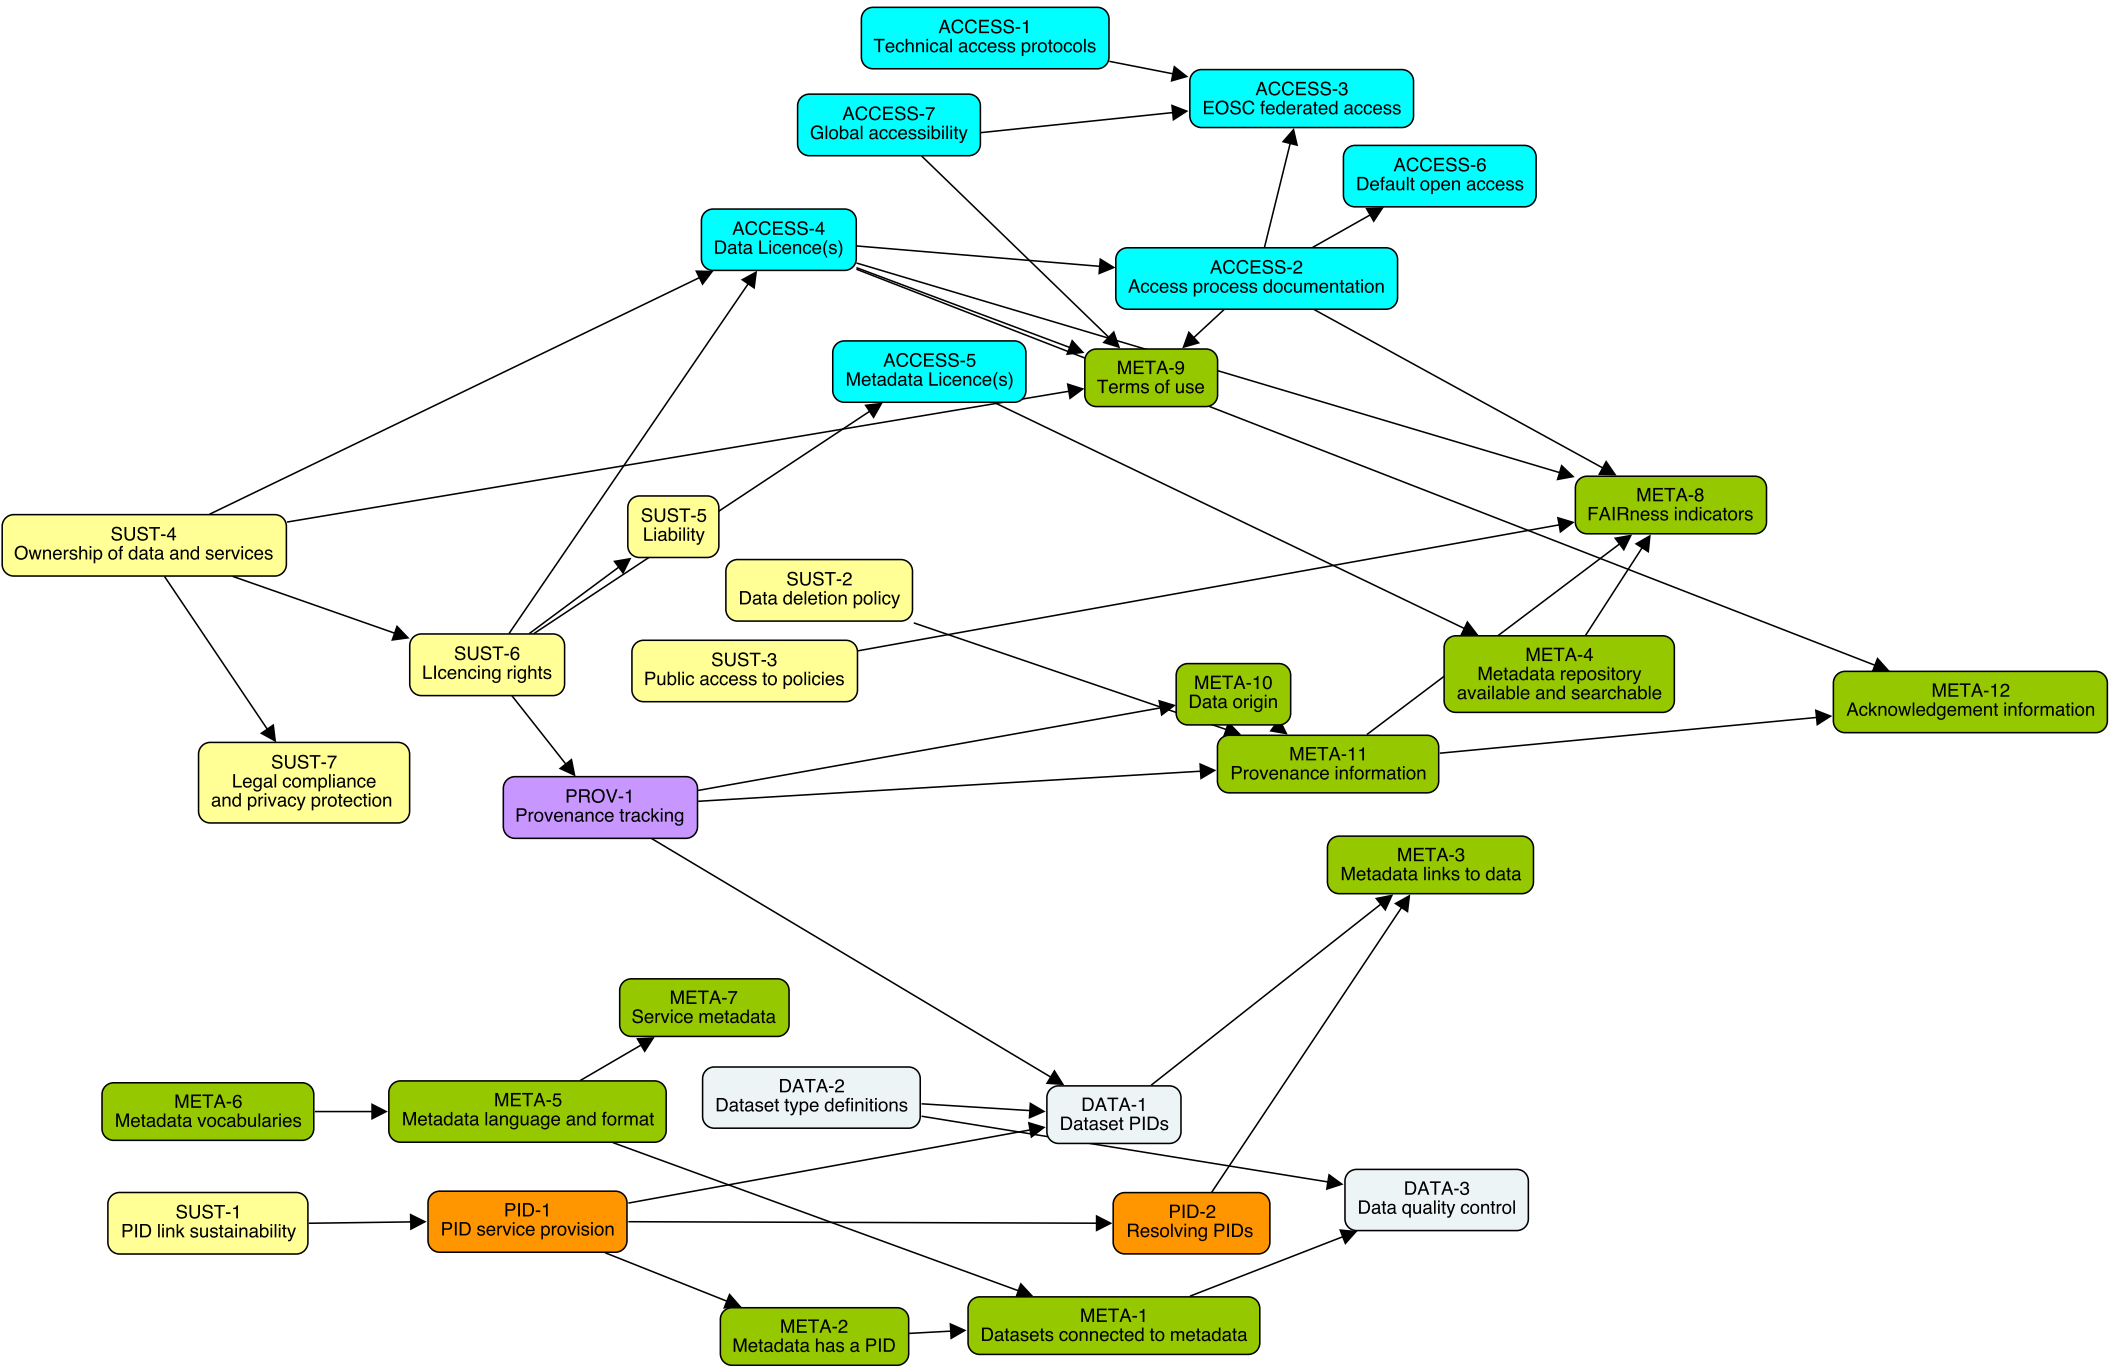 ACCESS-1
Technical access protocols
ACCESS-3
EOSC federated access
ACCESS-7
Global accessibility
ACCESS-6
Default open access
ACCESS-4
Data Licence(s)
ACCESS-2
Access process documentation
ACCESS-5
Metadata Licence(s)
META-9
Terms of use
META-8
FAIRness indicators
SUST-5
Liability
SUST-4
Ownership of data and services
SUST-2
Data deletion policy
SUST-6
LIcencing rights
SUST-3
Public access to policies
META-4
Metadata repository
available and searchable
META-10
Data origin
META-12
Acknowledgement information
META-11
Provenance information
SUST-7
Legal compliance
and privacy protection
PROV-1
Provenance tracking
META-3
Metadata links to data
META-7
Service metadata
DATA-2
Dataset type definitions
META-6
Metadata vocabularies
META-5
Metadata language and format
DATA-1
Dataset PIDs
DATA-3
Data quality control
SUST-1
PID link sustainability
PID-1
PID service provision
PID-2
Resolving PIDs
META-2
Metadata has a PID
META-1
Datasets connected to metadata